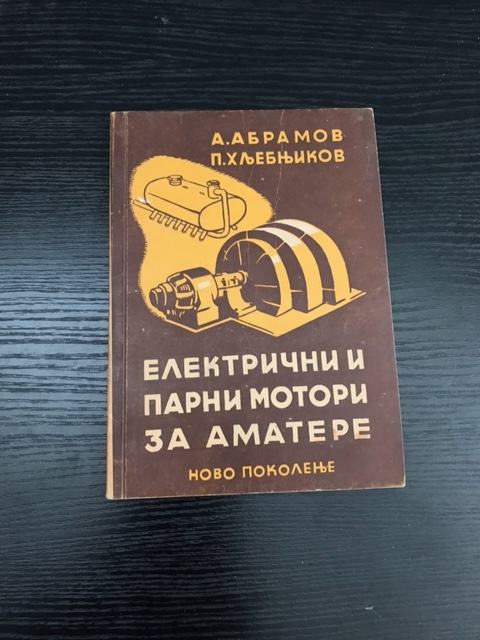 А. АБРАМОВ
П. ХЉЕБЊИКОВ
ЕЛЕКТРИЧНИ И
ПАРНИ МОТОРИ
ЗА АМАТЕРЕ
НОВО ПОКОЛЕЊЕ